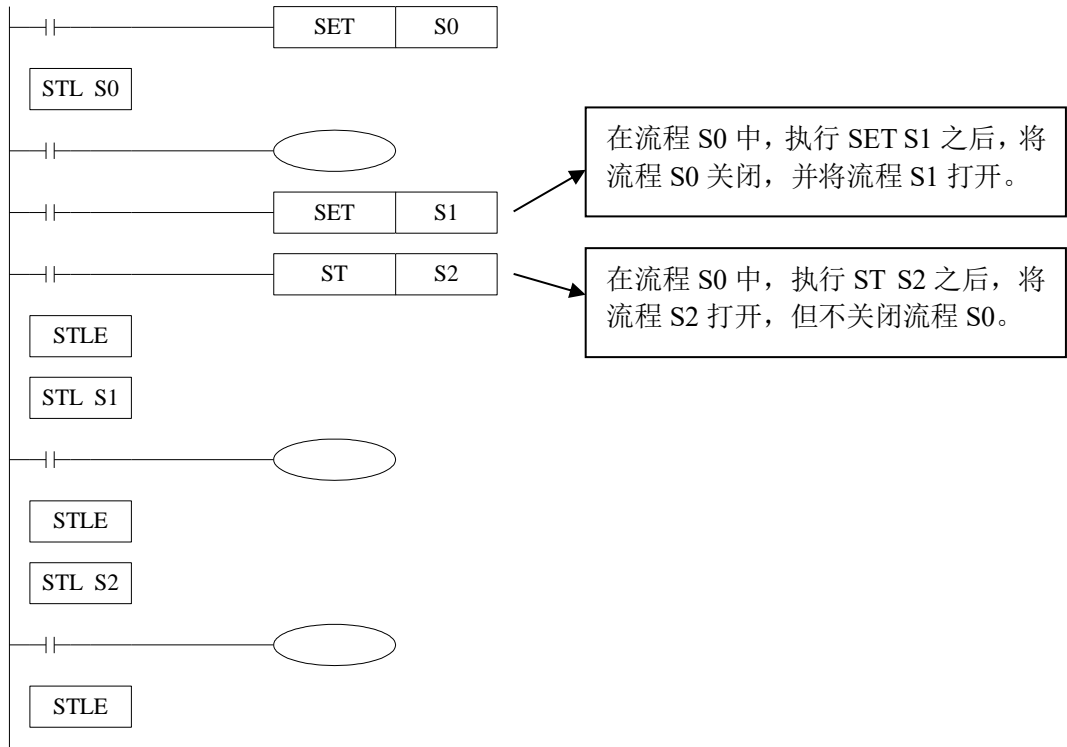 SET S0
STL S0
在流程 S0 中，执行 SET S1 之后，将
流程 S0 关闭，并将流程 S1 打开。
SET S1
ST S2
在流程 S0 中，执行 ST S2 之后，将
流程 S2 打开，但不关闭流程 S0。
STLE
STL S1
STLE
STL S2
STLE